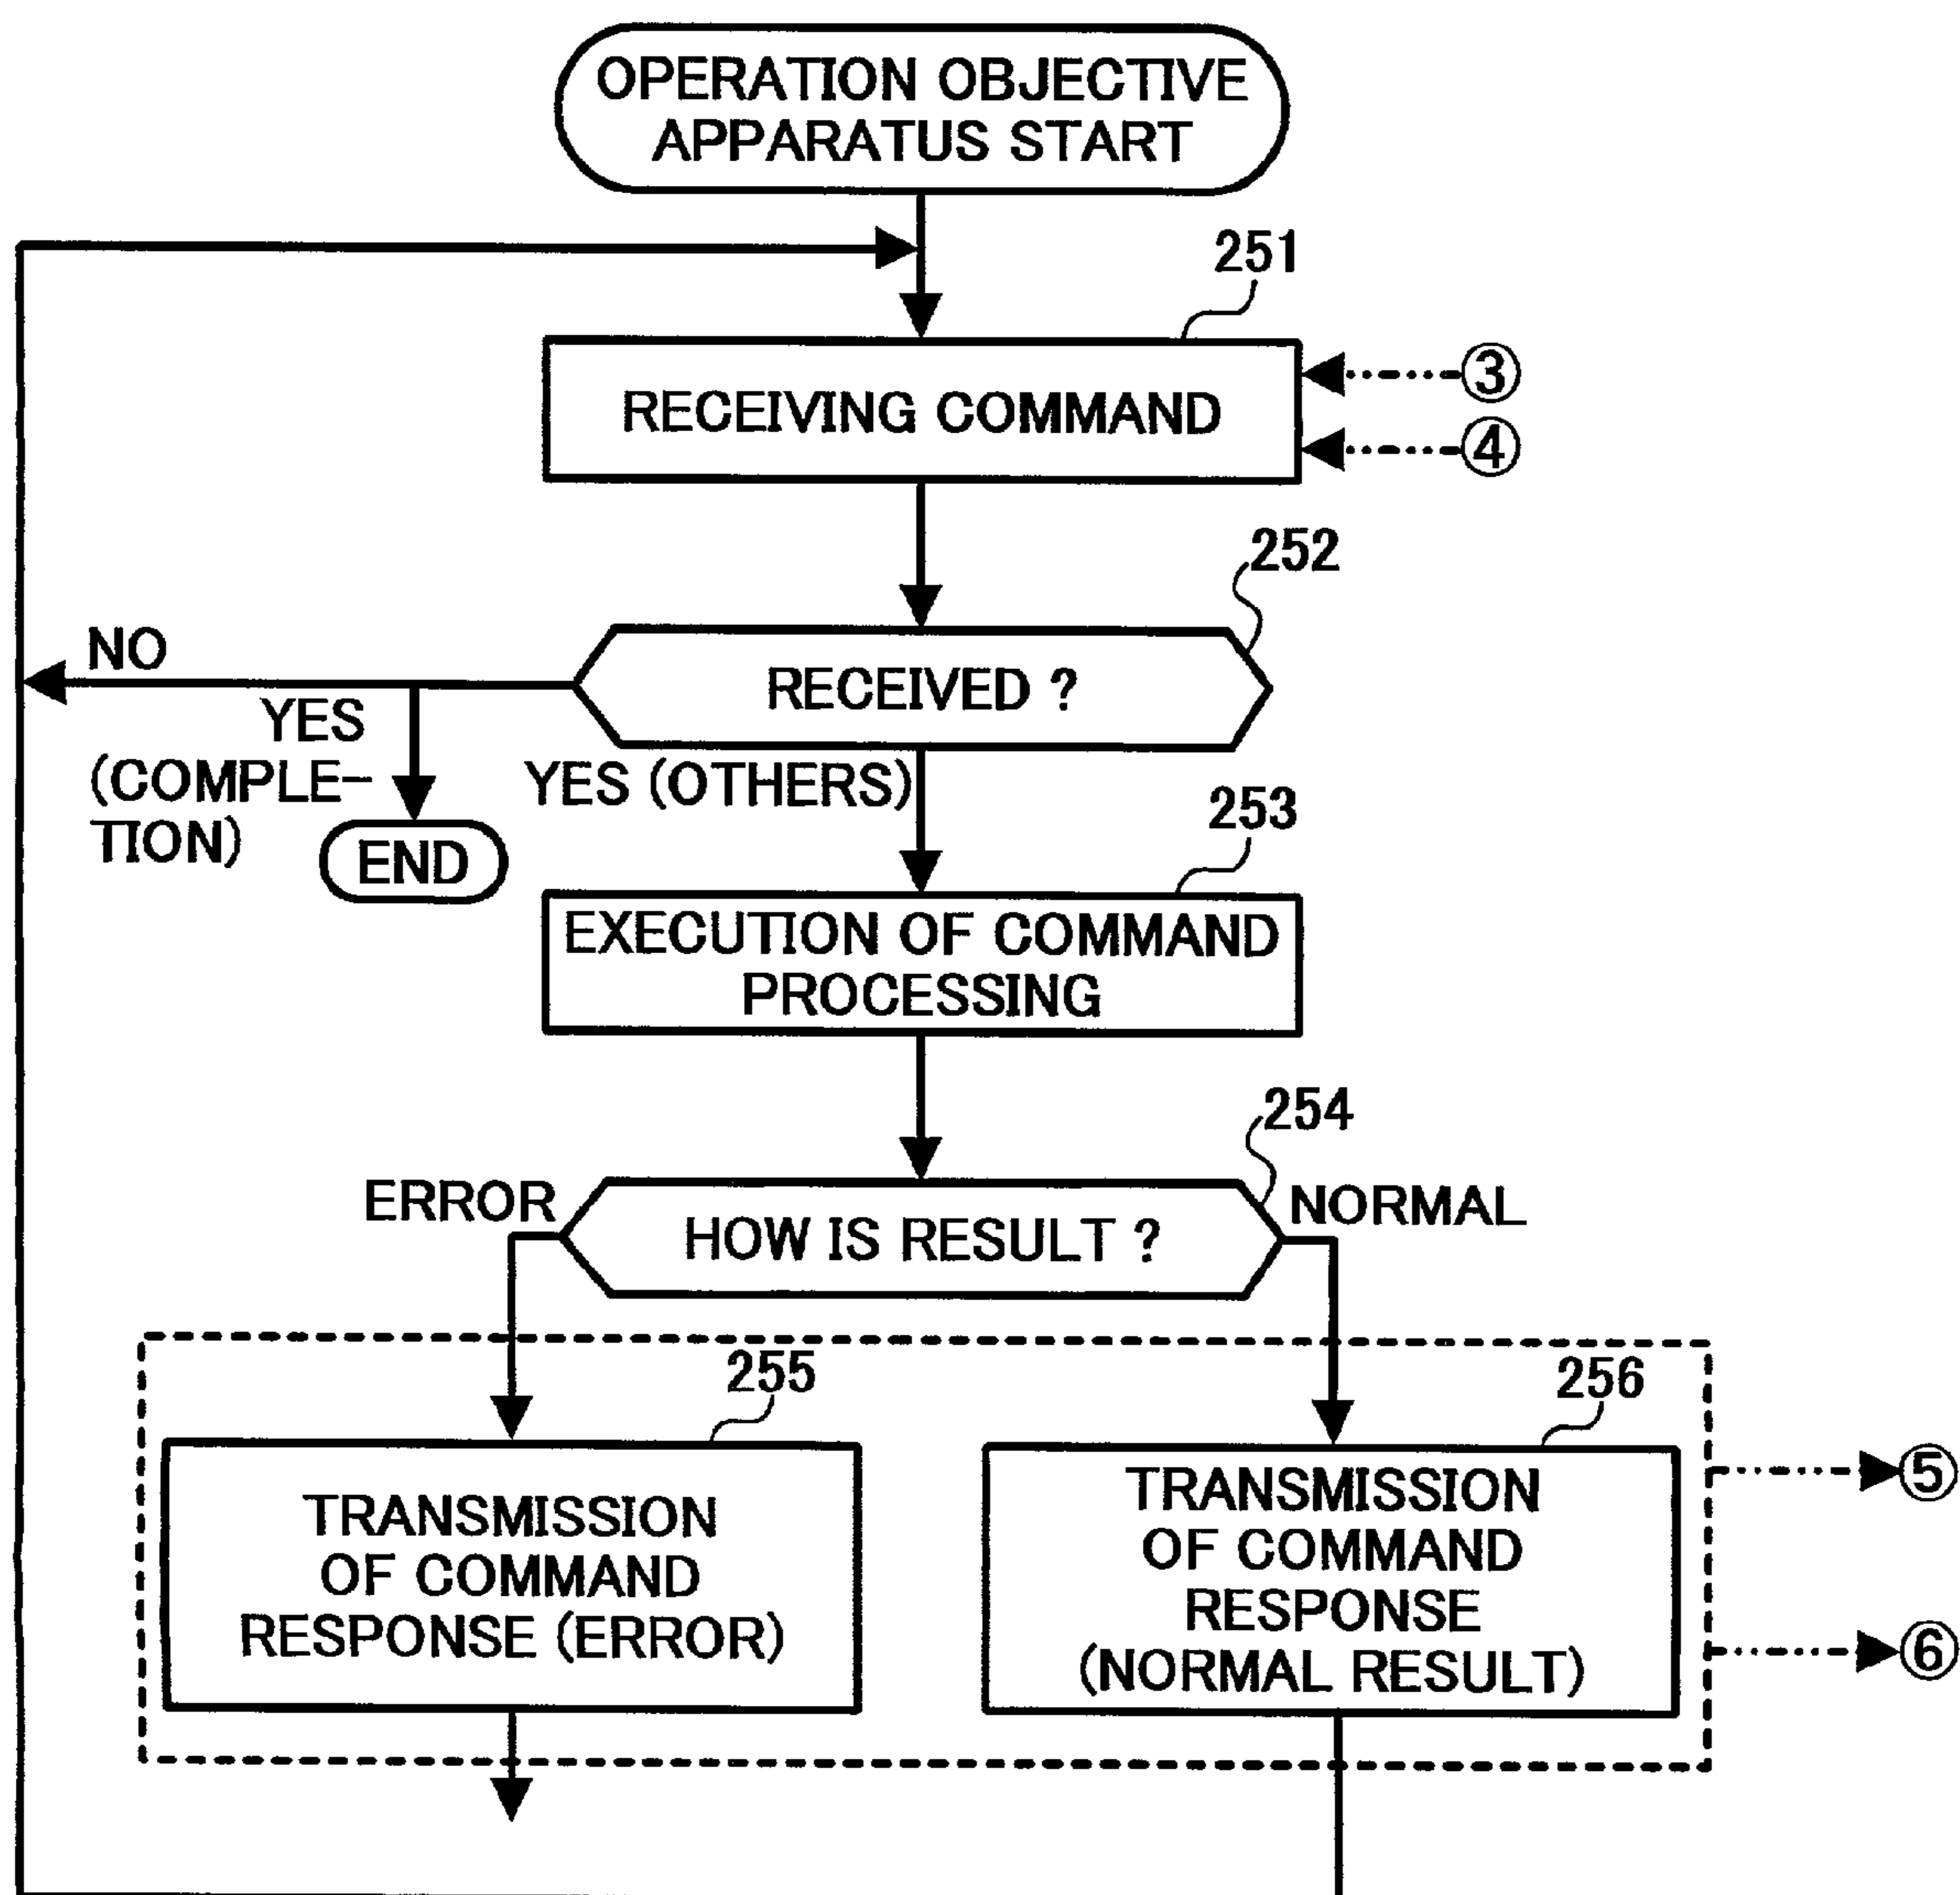 OPERATION OBJECTIVE
APPARATUS START
251
RECEIVING COMMAND
③
④
252
NO
RECEIVED ?
YES
(COMPLE-
TION)
YES (OTHERS)
END
253
EXECUTION OF COMMAND
PROCESSING
254
ERROR
HOW IS RESULT ?
NORMAL
255
TRANSMISSION
OF COMMAND
RESPONSE (ERROR)
256
TRANSMISSION
OF COMMAND
RESPONSE
(NORMAL RESULT)
⑤
⑥